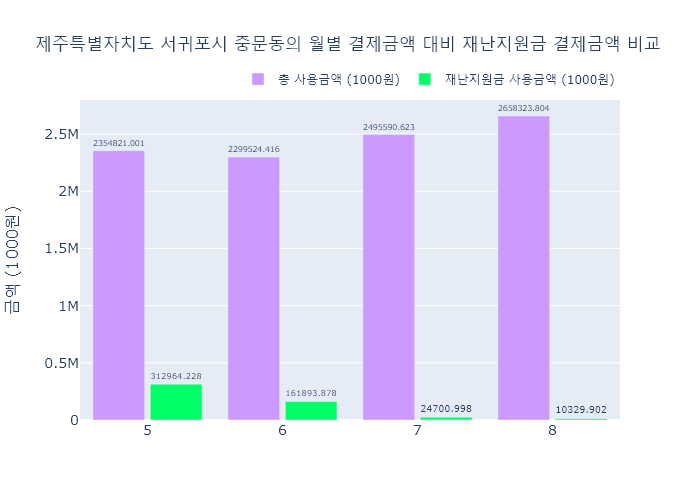 제주특별자치도 서귀포시 중문동의 월별 결제금액 대비 재난지원금 결제금액 비교
총 사용금액 (1000원) 재난지원금 사용금액 (1000원)
금액 (1000원)
2.5M
2M
1.5M
1M
0.5M
0
2354821.001
2299524.416
2495590.623
2658323.804
312964.228
161893.878
24700.998
10329.902
5 6 7 8